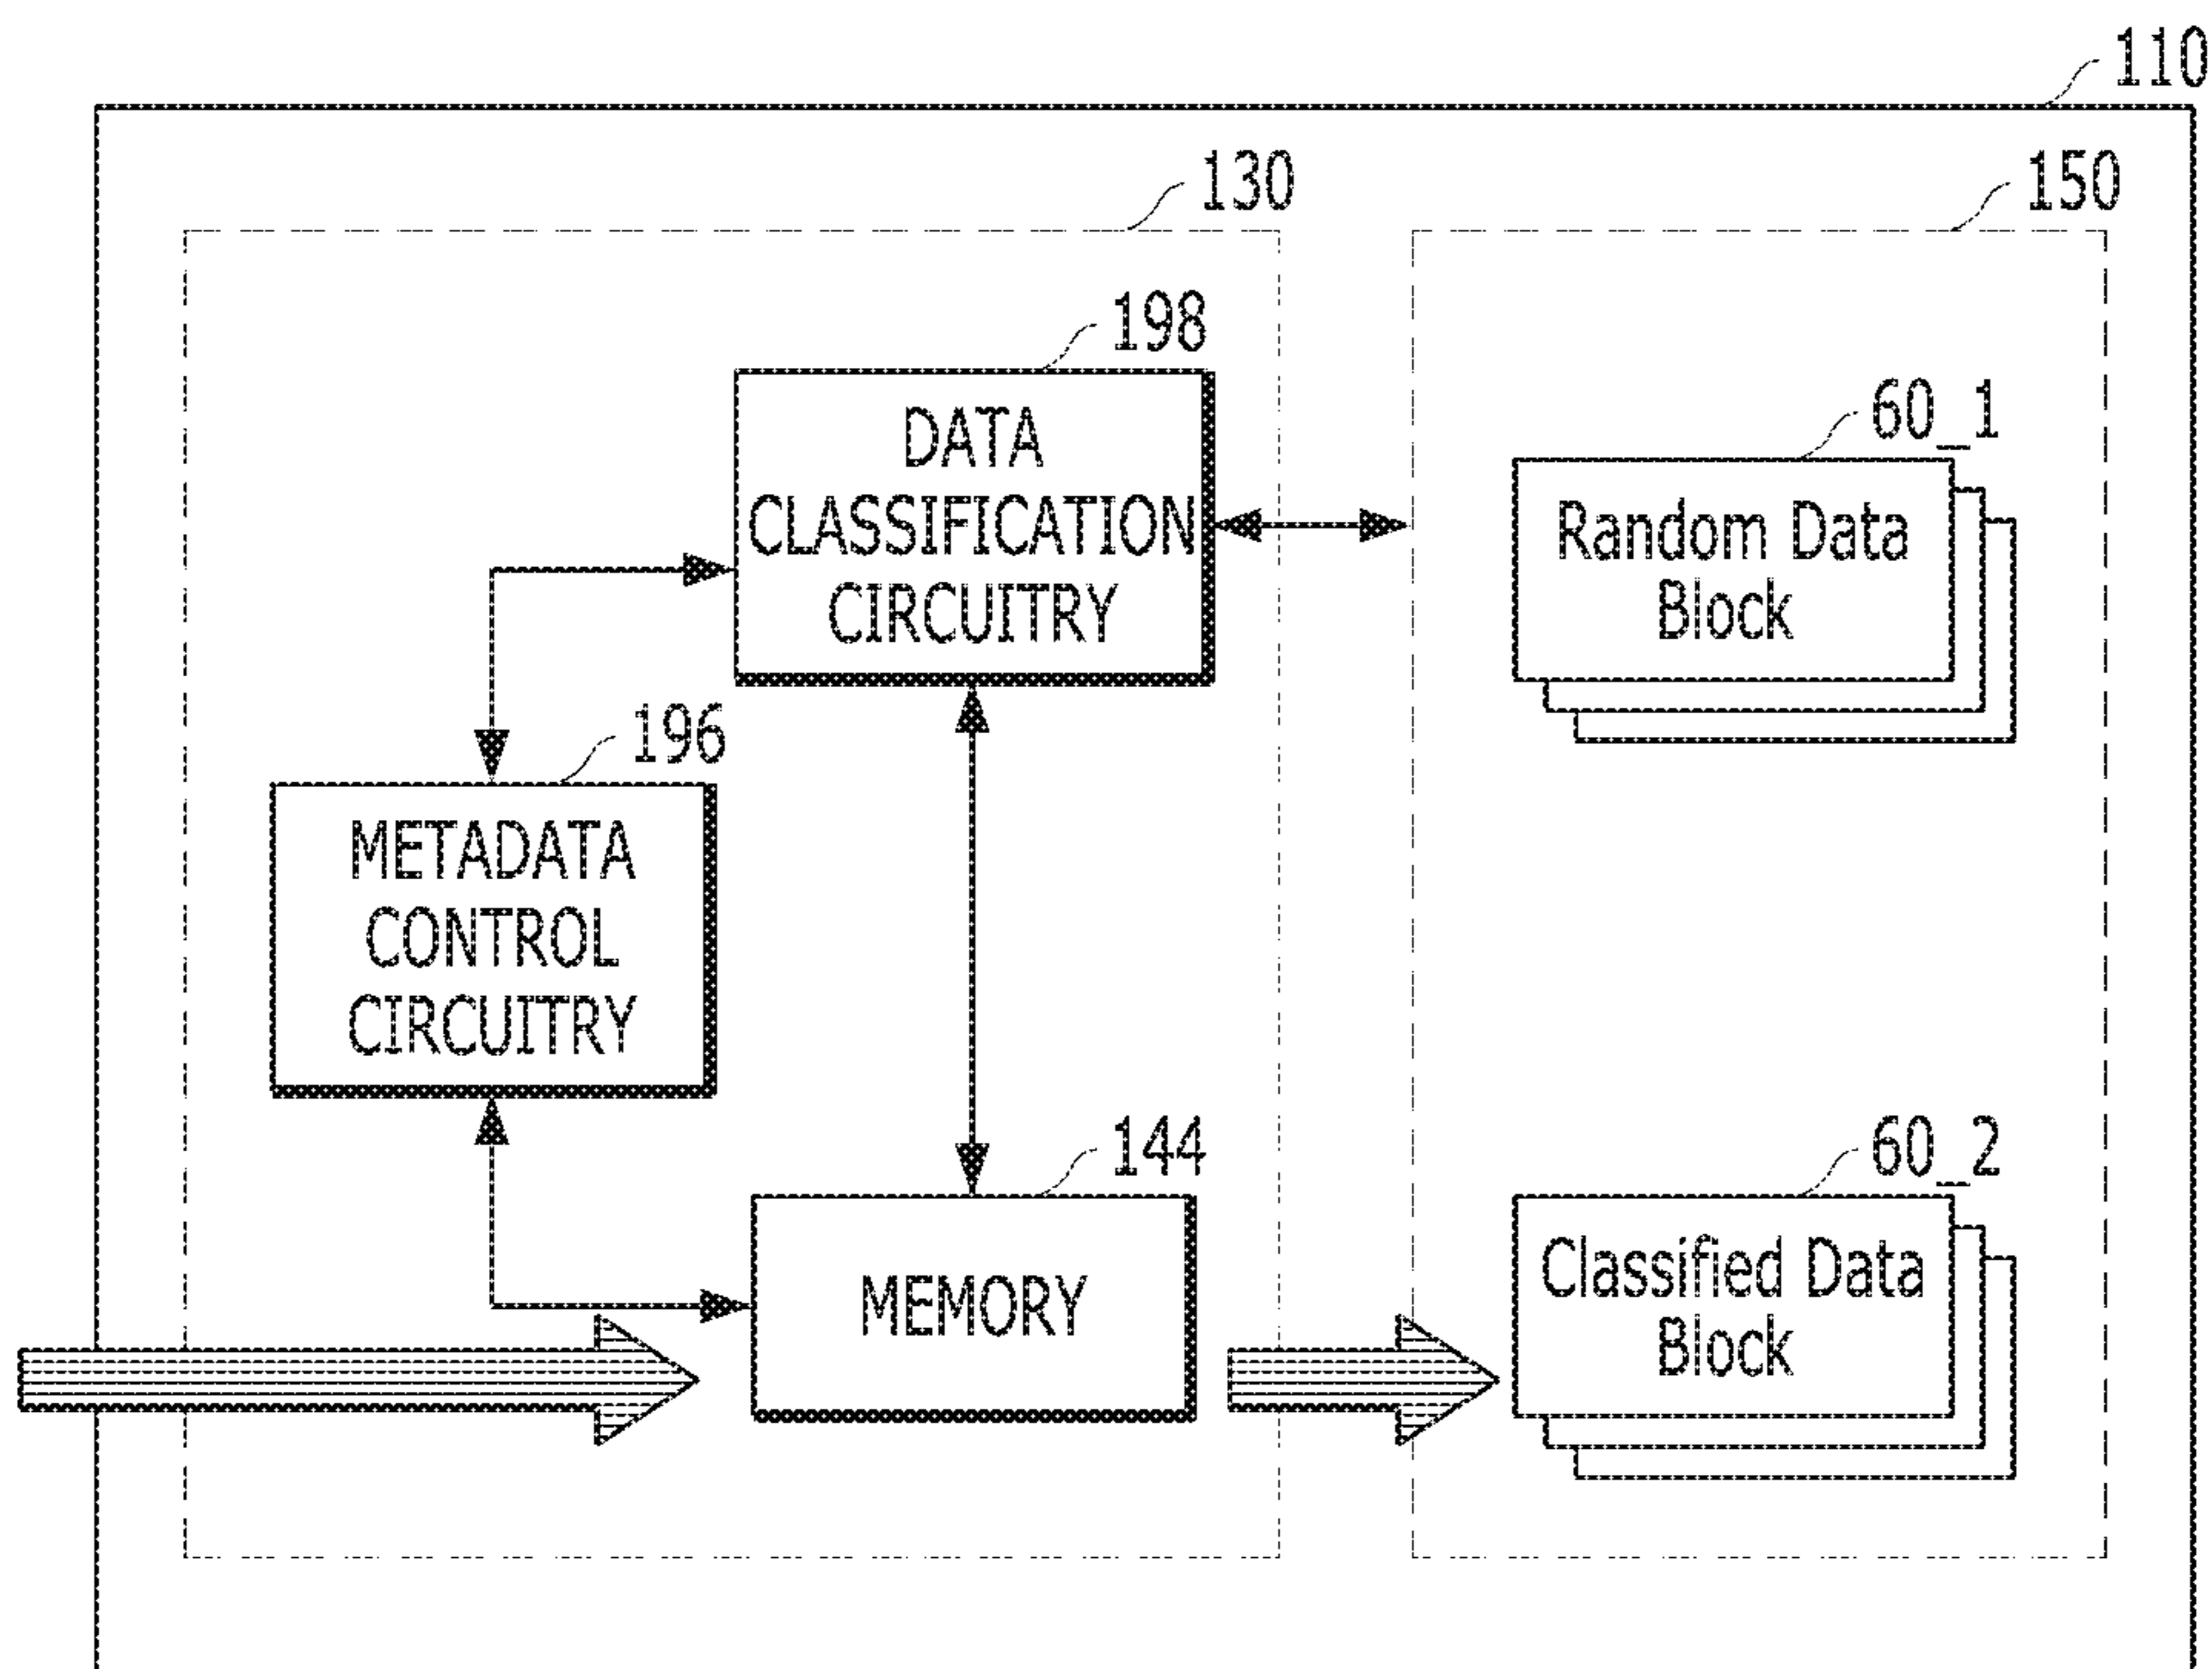 110
130
150
198
DATA
CLASSIFICATION
CIRCUITRY
60_1
Random Data
Block
196
METADATA
CONTROL
CIRCUITRY
144
MEMORY
60_2
Classified Data
Block